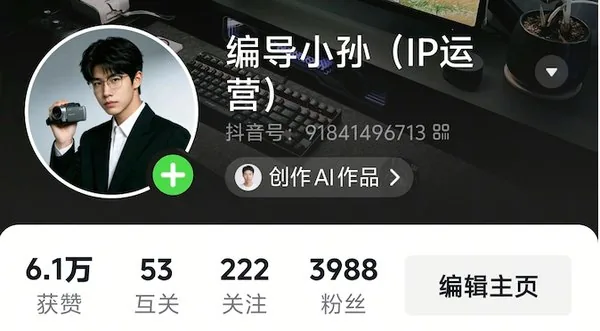 编导小孙（IP运
营）
抖音号：91841496713
创作AI作品
6.1万 53 222 3988
获赞 互关 关注 粉丝
编辑主页